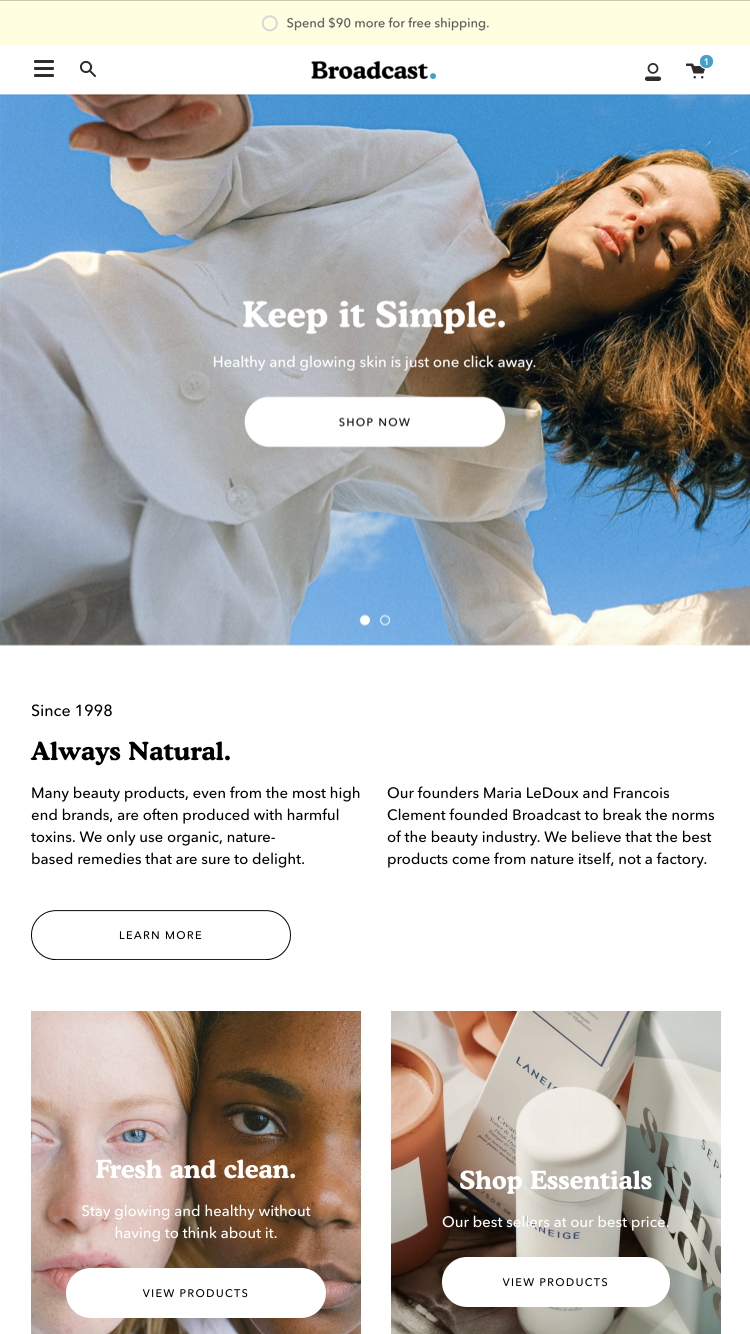 Spend $90 more for free shipping.
Broadcast.
1
Keep it Simple.
Healthy and glowing skin is just one click away.
SHOP NOW
Since 1998
Always Natural.
Many beauty products, even from the most high
end brands, are often produced with harmful
toxins. We only use organic, nature-
based remedies that are sure to delight.
Our founders Maria LeDoux and Francois
Clement founded Broadcast to break the norms
of the beauty industry. We believe that the best
products come from nature itself, not a factory.
LEARN MORE
Fresh and clean.
Stay glowing and healthy without
having to think about it.
VIEW PRODUCTS
LANEIG
Shop Essentials
Our best sellers at our best price.
NEIGE
VIEW PRODUCTS